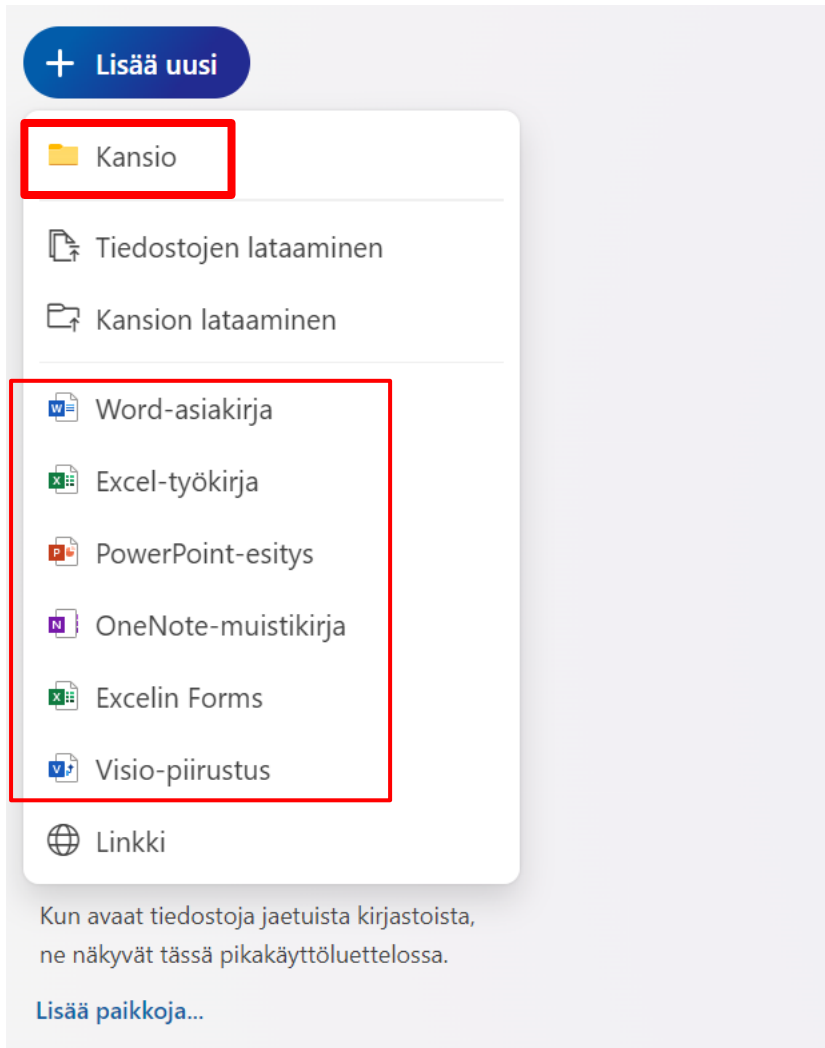 + Lisää uusi
Kansio
Tiedostojen lataaminen
Kansion lataaminen
Word-asiakirja
Excel-työkirja
PowerPoint-esitys
OneNote-muistikirja
Excelin Forms
Visio-piirustus
Linkki
Kun avaat tiedostoja jaetuista kirjastoista,
ne näkyvät tässä pikakäyttöluettelossa.
Lisää paikkoja...